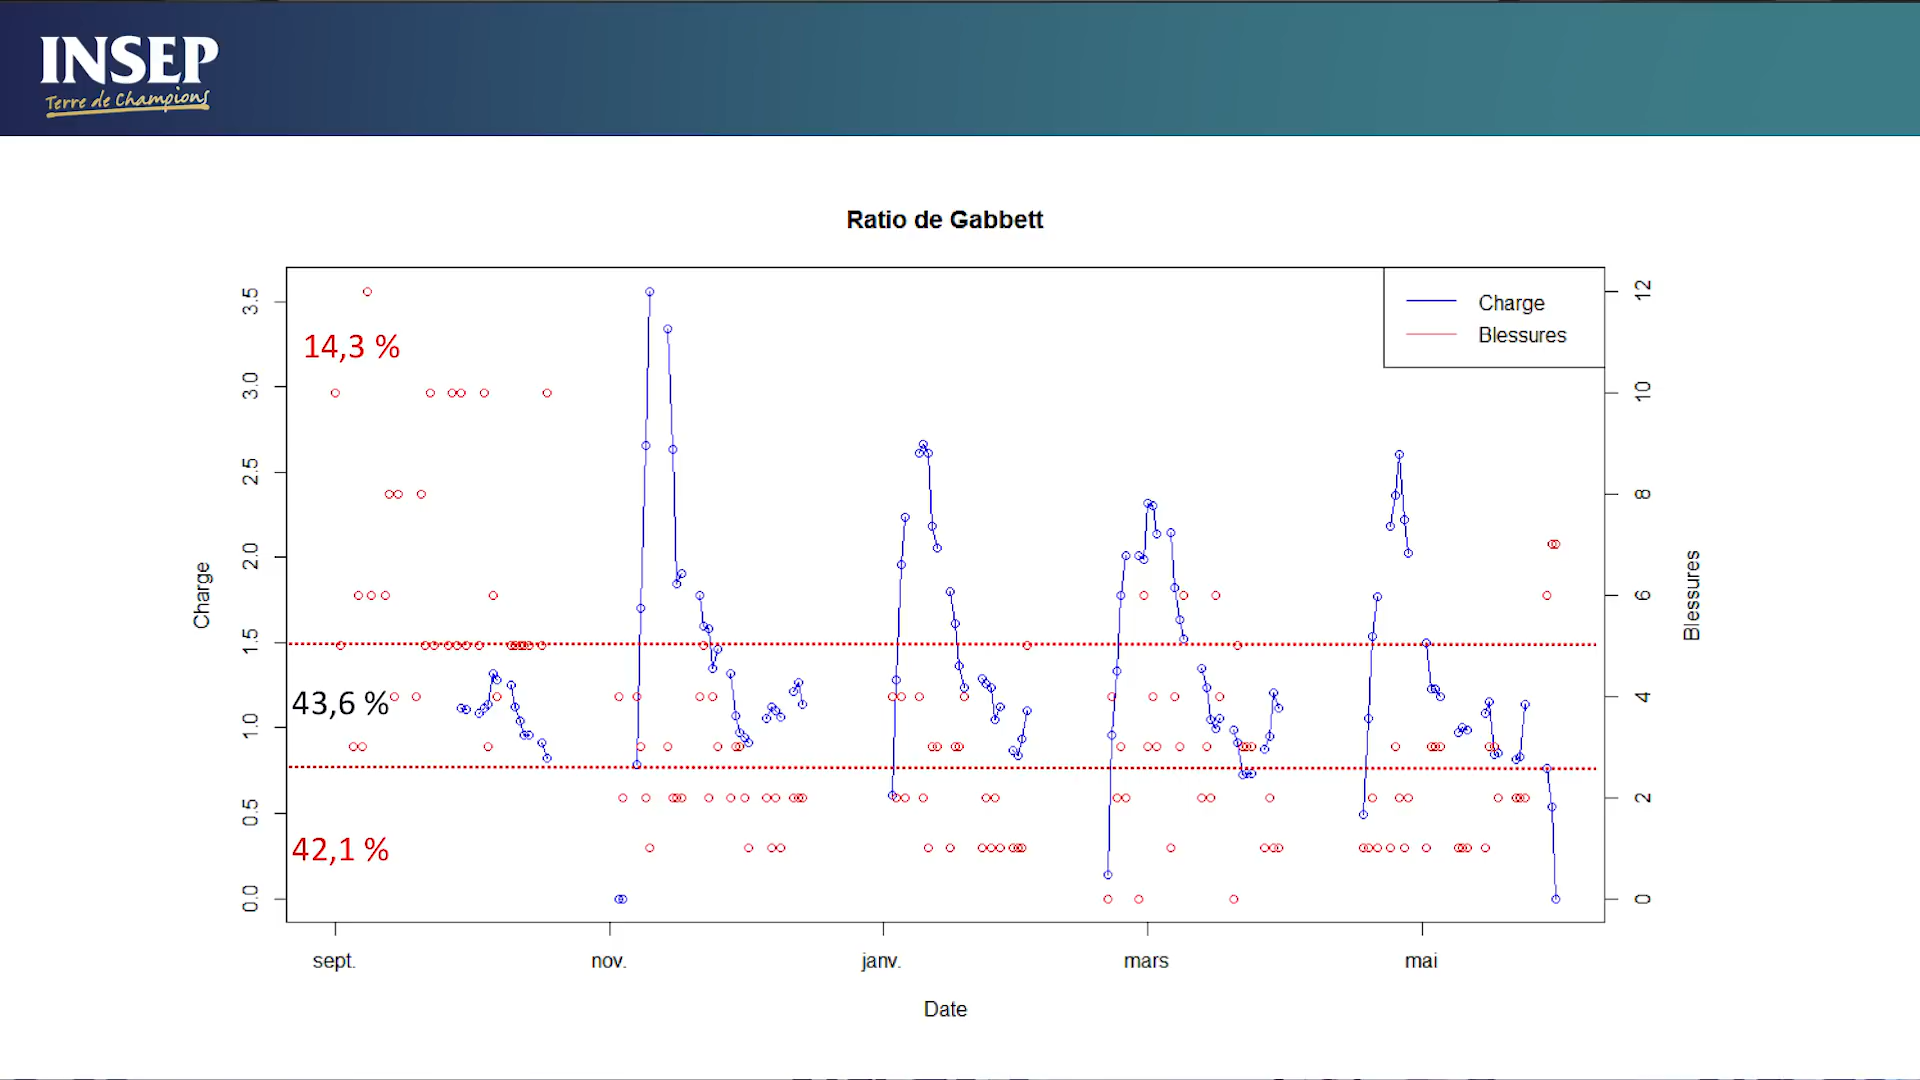 INSEP
Terre de Champions
Ratio de Gabbett
Charge
Blessures
14,3 %
43,6 %
42,1 %
3.5
3.0
2.5
2.0
1.5
1.0
0.5
0.0
Charge
12
10
8
6
4
2
0
Blessures
sept.
nov.
janv.
mars
mai
Date